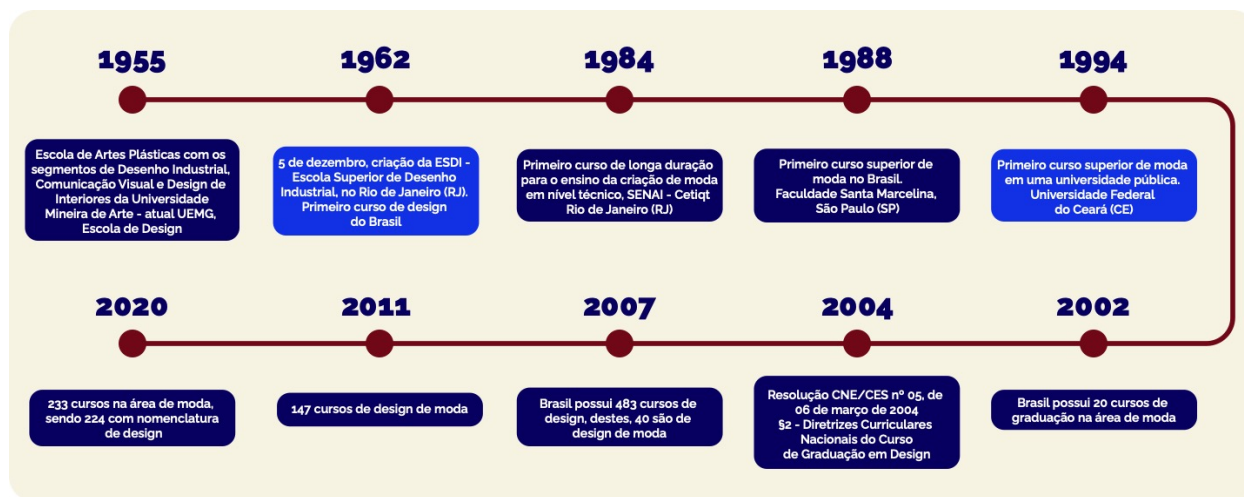 1955
Escola de Artes Plásticas com os
segmentos de Desenho Industrial,
Comunicação Visual e Design de
Interiores da Universidade
Mineira de Arte - atual UEMG,
Escola de Design
1962
5 de dezembro, criação da ESDI -
Escola Superior de Desenho
Industrial, no Rio de Janeiro (RJ).
Primeiro curso de design
do Brasil
1984
Primeiro curso de longa duração
para o ensino da criação de moda
em nível técnico, SENAI - Cetiqt
Rio de Janeiro (RJ)
1988
Primeiro curso superior de
moda no Brasil.
Faculdade Santa Marcelina,
São Paulo (SP)
1994
Primeiro curso superior de moda
em uma universidade pública.
Universidade Federal
do Ceará (CE)
2002
Brasil possui 20 cursos de
graduação na área de moda
2004
Resolução CNE/CES nº 05, de
06 de março de 2004
§2 - Diretrizes Curriculares
Nacionais do Curso
de Graduação em Design
2007
Brasil possui 483 cursos de
design, destes, 40 são de
design de moda
2011
147 cursos de design de moda
2020
233 cursos na área de moda,
sendo 224 com nomenclatura
de design